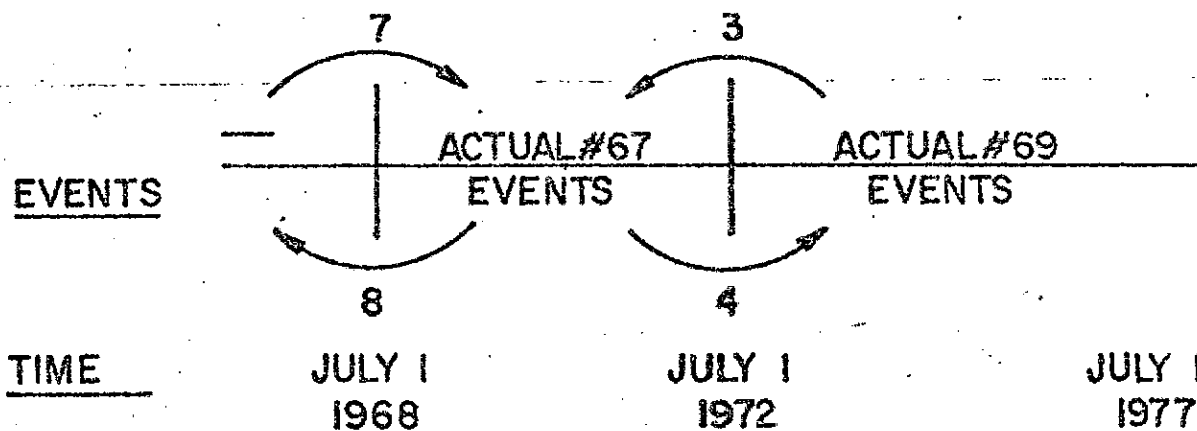 7 3
ACTUAL#67 ACTUAL#69
EVENTS EVENTS EVENTS
8 4
TIME JULY 1 JULY 1 JULY 1
1968 1972 1977